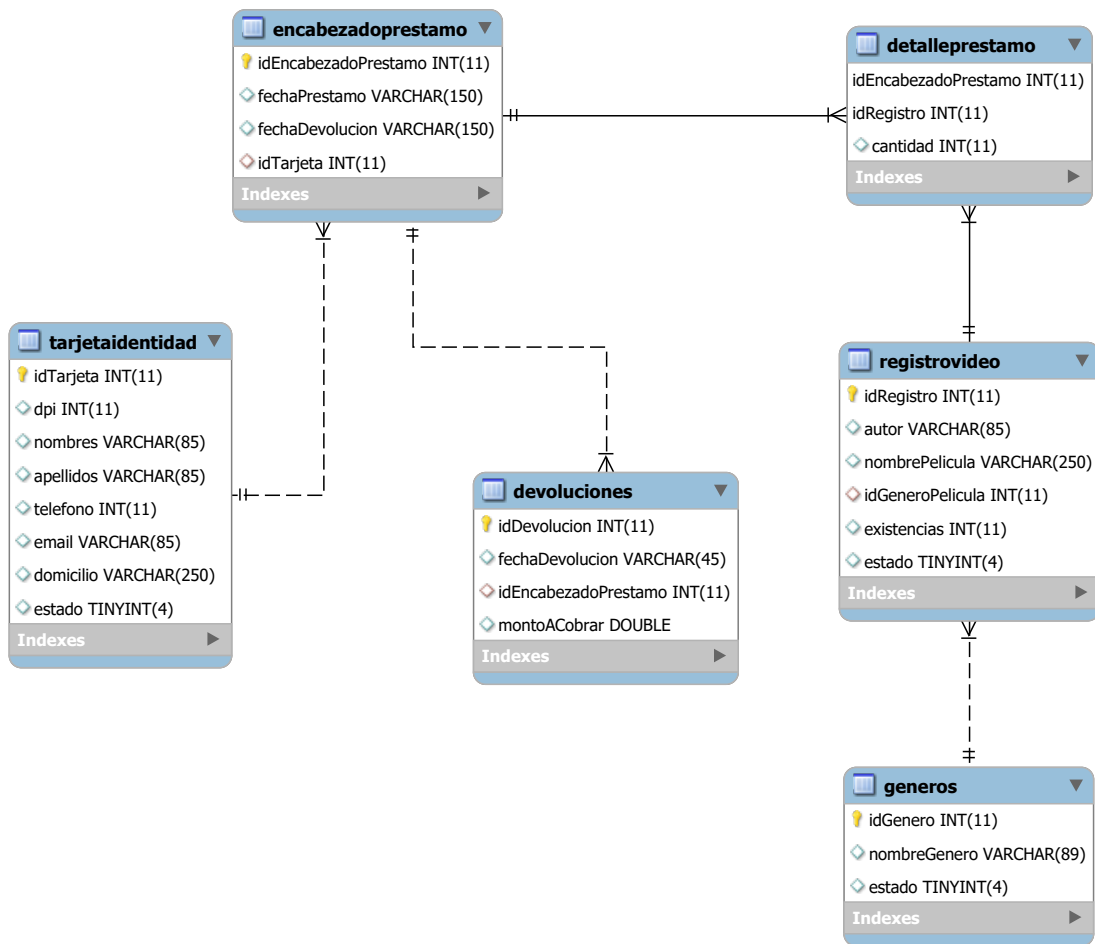 encabezadoprestamo
idEncabezadoPrestamo INT(11)
fechaPrestamo VARCHAR(150)
fechaDevolucion VARCHAR(150)
idTarjeta INT(11)
Indexes
detalleprestamo
idEncabezadoPrestamo INT(11)
idRegistro INT(11)
cantidad INT(11)
Indexes
tarjetaidentidad
idTarjeta INT(11)
dpi INT(11)
nombres VARCHAR(85)
apellidos VARCHAR(85)
telefono INT(11)
email VARCHAR(85)
domicilio VARCHAR(250)
estado TINYINT(4)
Indexes
devoluciones
idDevolucion INT(11)
fechaDevolucion VARCHAR(45)
idEncabezadoPrestamo INT(11)
montoACobrar DOUBLE
Indexes
registrovideo
idRegistro INT(11)
autor VARCHAR(85)
nombrePelicula VARCHAR(250)
idGeneroPelicula INT(11)
existencias INT(11)
estado TINYINT(4)
Indexes
generos
idGenero INT(11)
nombreGenero VARCHAR(89)
estado TINYINT(4)
Indexes